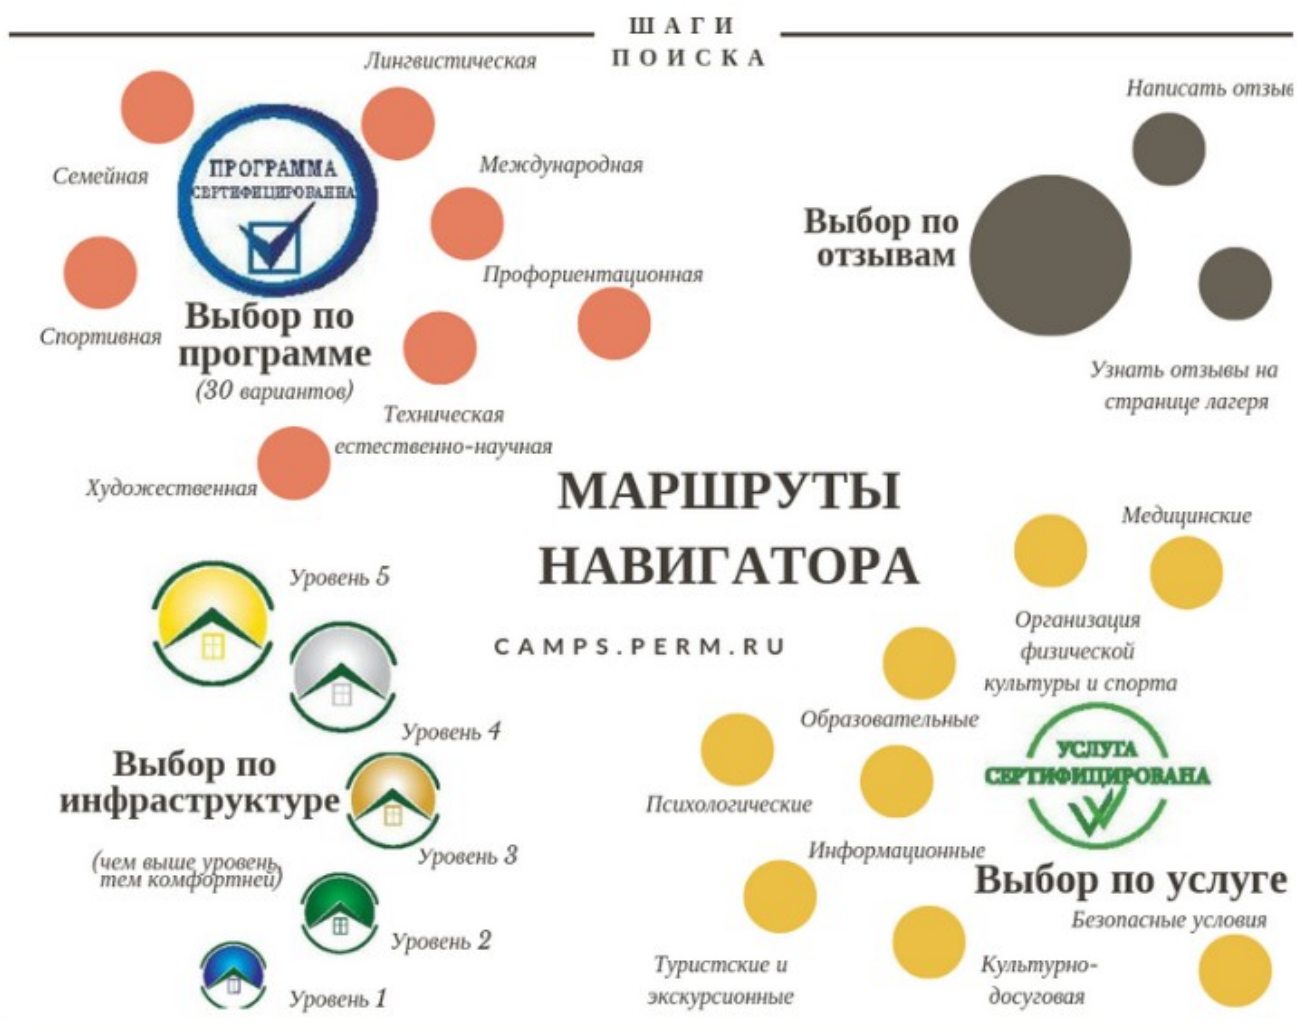 ШАГИ
ПОИСКА
Лингвистическая
Семейная
ПРОГРАММА
СЕРТИФИЦИРОВАННА
Международная
Профориентационная
Спортивная
Выбор по
программе
(30 вариантов)
Техническая
естественно-научная
Художественная
Написать отзыв
Выбор по
отзывам
Узнать отзывы на
странице лагеря
МАРШРУТЫ
НАВИГАТОРА
CAMPS.PERM.RU
Уровень 5
Уровень 4
Выбор по
инфраструктуре
(чем выше уровень,
тем комфортней)
Уровень 3
Уровень 2
Уровень 1
Медицинские
Организация
физической
культуры и спорта
Образовательные
Психологические
УСЛУГА
СЕРТИФИЦИРОВАНА
Информационные
Выбор по услуге
Безопасные условия
Туристские и
экскурсионные
Культурно-
досуговая